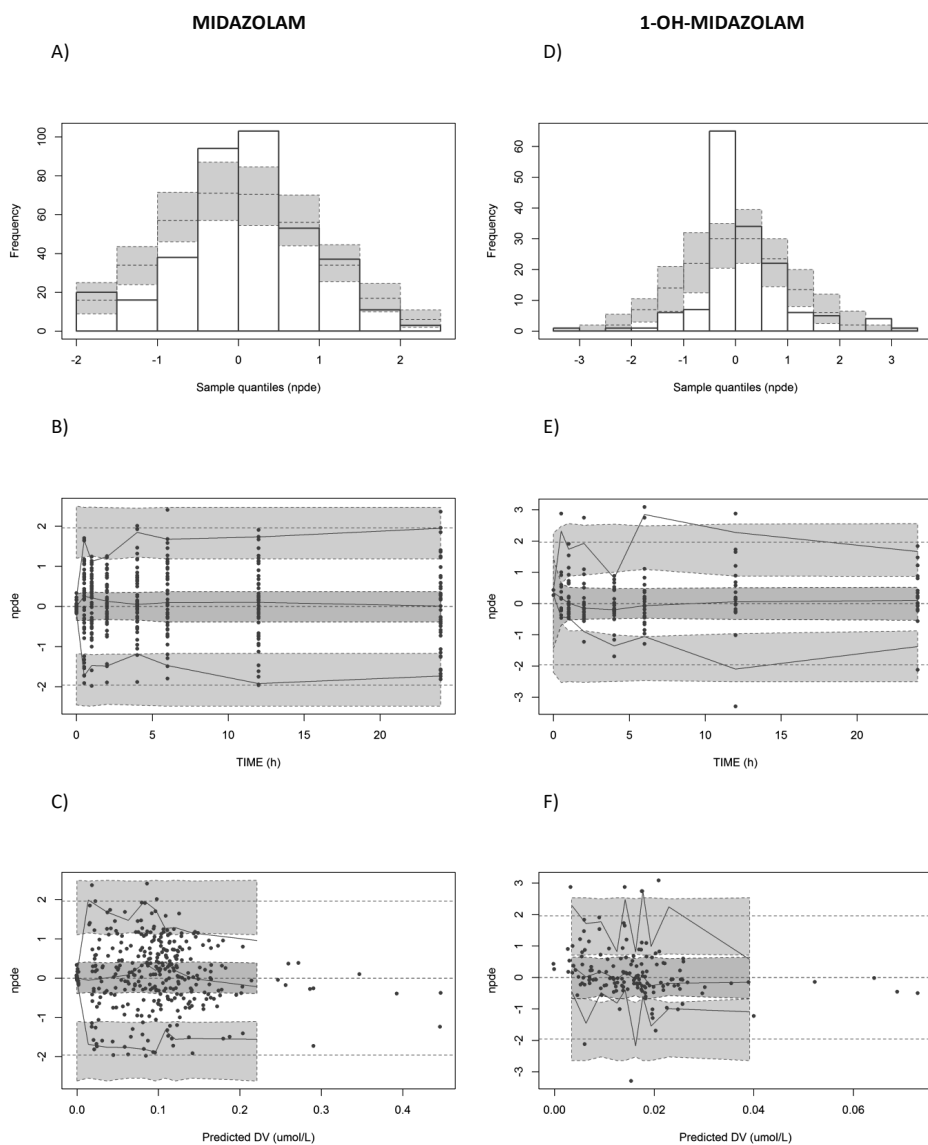 MIDAZOLAM
1-OH-MIDAZOLAM
A)
D)
Frequency
0 20 40 60 80 100
-2 -1 0 1 2
Sample quantiles (npde)
Frequency
0 10 20 30 40 50 60
-3 -2 -1 0 1 2 3
Sample quantiles (npde)
B)
E)
npde
-2 -1 0 1 2
0 5 10 15 20
TIME (h)
npde
-3 -2 -1 0 1 2 3
0 5 10 15 20
TIME (h)
C)
F)
npde
-2 -1 0 1 2
0.0 0.1 0.2 0.3 0.4
Predicted DV (umol/L)
npde
-3 -2 -1 0 1 2 3
0.00 0.02 0.04 0.06
Predicted DV (umol/L)